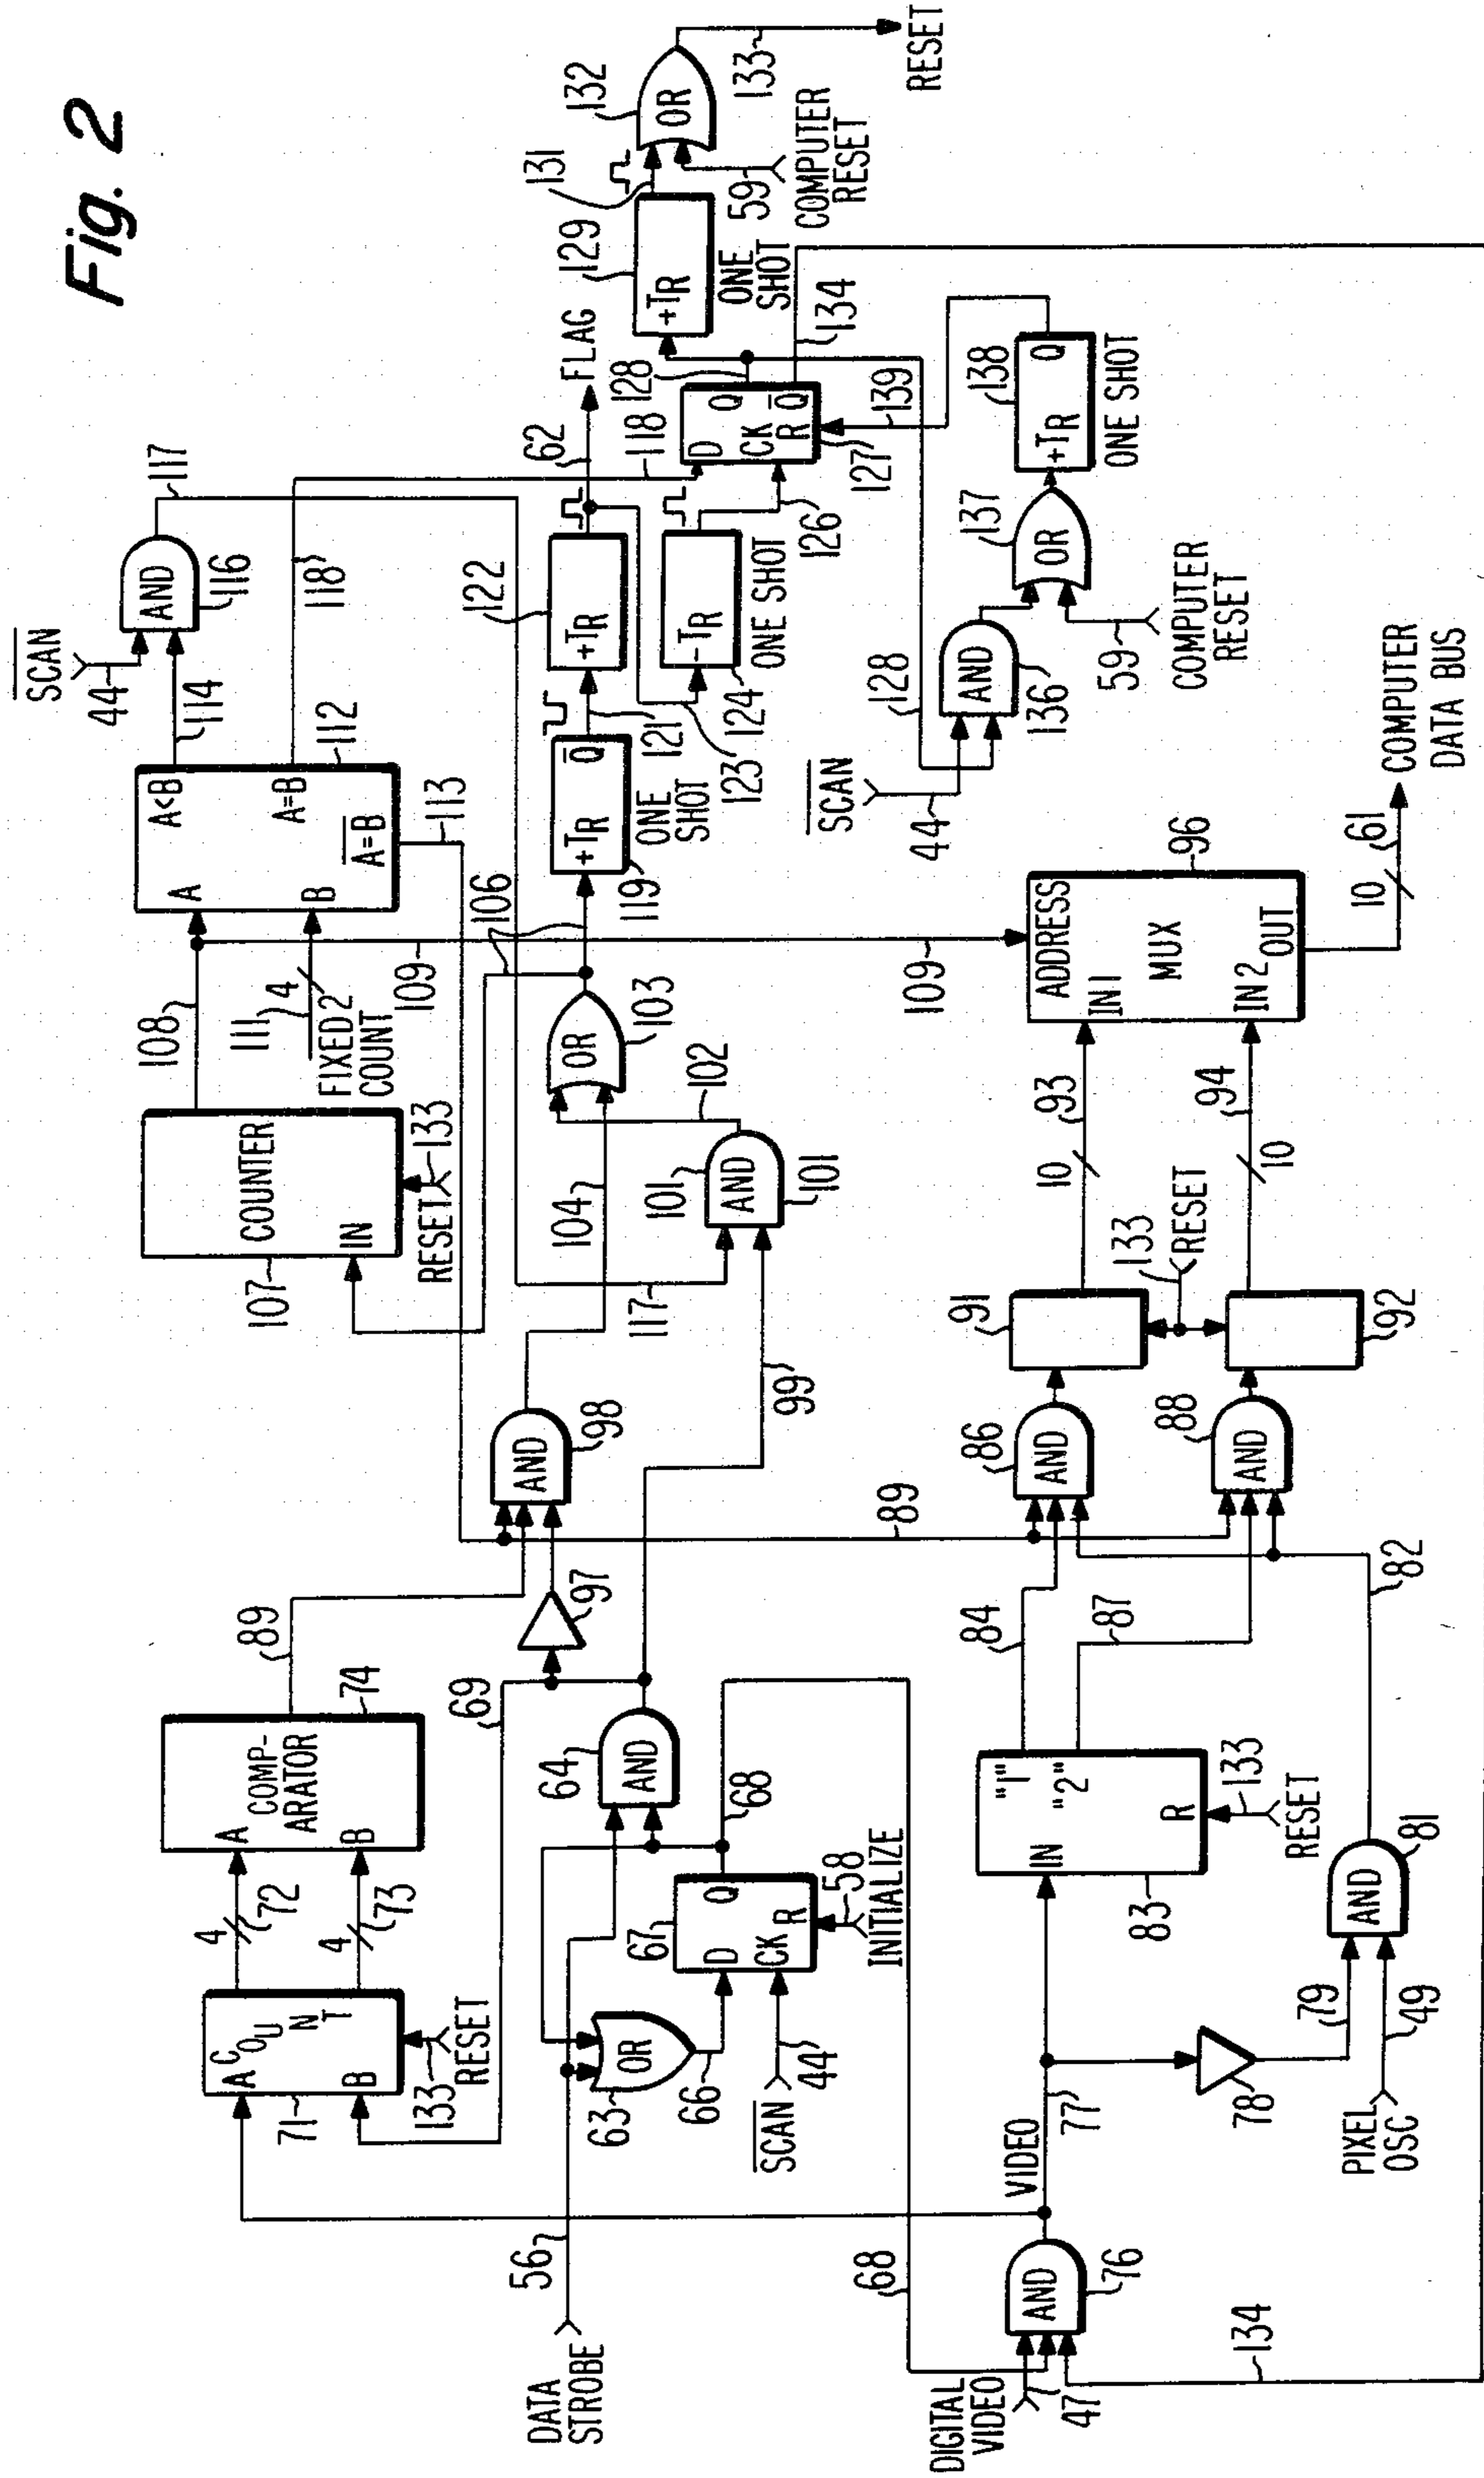 Fig. 2
DATA
STROBE
56
A
COUNT
B
71
133
RESET
4
72
4
73
A
COMP-
ARATOR
B
74
89
69
OR
63
66
SCAN
44
D
Q
CK
R
67
58
INITIALIZE
68
AND
64
97
AND
98
99
104
117
COUNTER
IN
107
RESET
133
108
111
4
FIXED 2
COUNT
109
106
A
A<B
B
A=B
A=B
112
113
114
SCAN
44
AND
116
117
118
AND
101
101
102
OR
103
+TR
Q
119
ONE
SHOT
121
+TR
122
123
-TR
124
ONE SHOT
62
FLAG
118
126
D
Q
CK
Q
R
127
128
134
+TR
129
ONE
SHOT
131
OR
132
59
COMPUTER
RESET
133
RESET
SCAN
44
128
AND
136
OR
137
59
COMPUTER
RESET
+TR
Q
138
ONE SHOT
139
DIGITAL
VIDEO
47
68
134
AND
76
VIDEO
77
78
79
PIXEL
OSC
49
AND
81
82
IN
"1"
"2"
R
83
133
RESET
84
87
89
AND
86
AND
88
91
92
133
RESET
10
93
10
94
109
ADDRESS
IN 1
MUX
IN 2
OUT
96
10
61
COMPUTER
DATA BUS